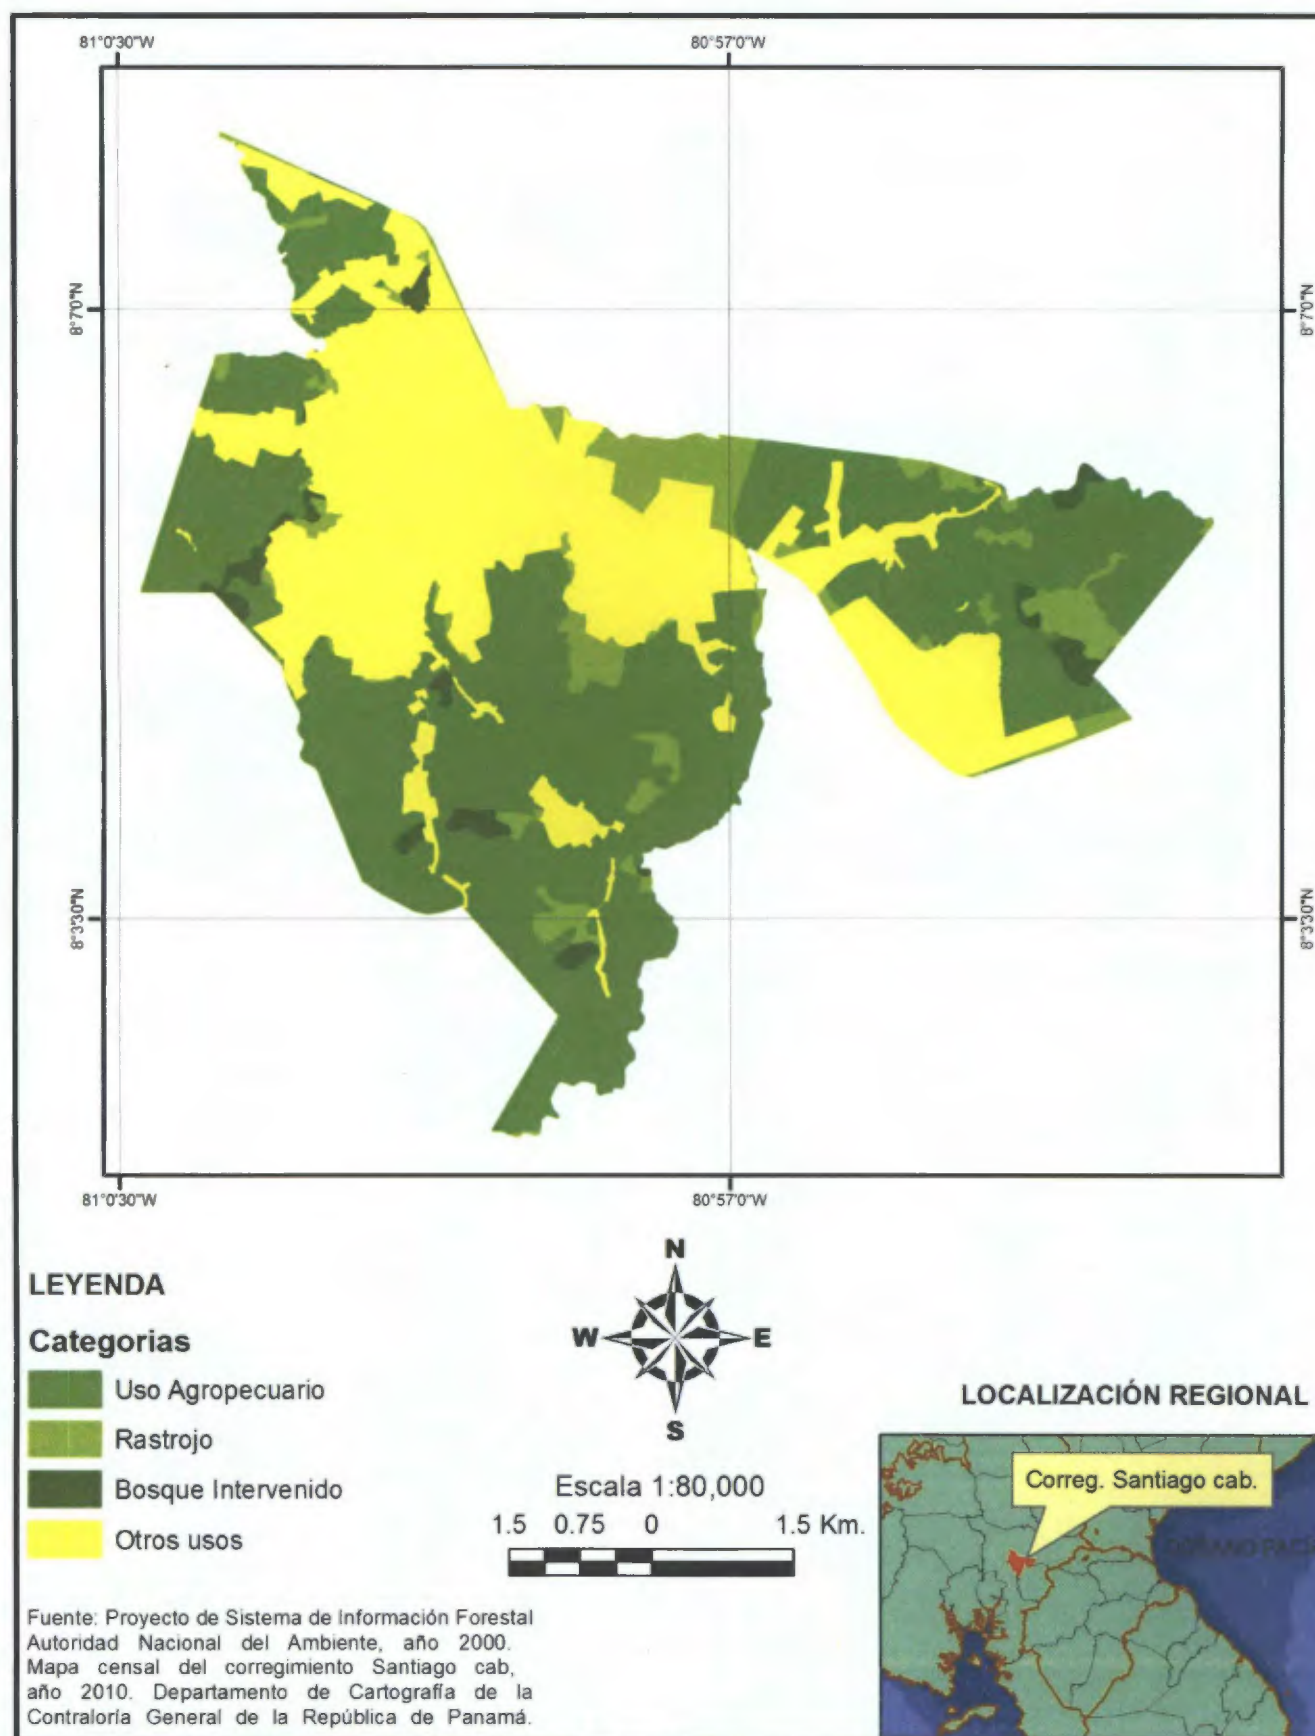 81°0'30"W 80°57'0"W
8°7'0"N 8°7'0"N
8°3'30"N 8°3'30"N
81°0'30"W 80°57'0"W
LEYENDA
Categorias
Uso Agropecuario
Rastrojo
Bosque Intervenido
Otros usos
N
W E
S
Escala 1:80,000
1.5 0.75 0 1.5 Km.
LOCALIZACIÓN REGIONAL
Correg. Santiago cab.
Fuente: Proyecto de Sistema de Información Forestal
Autoridad Nacional del Ambiente, año 2000.
Mapa censal del corregimiento Santiago cab,
año 2010. Departamento de Cartografía de la
Contraloría General de la República de Panamá.